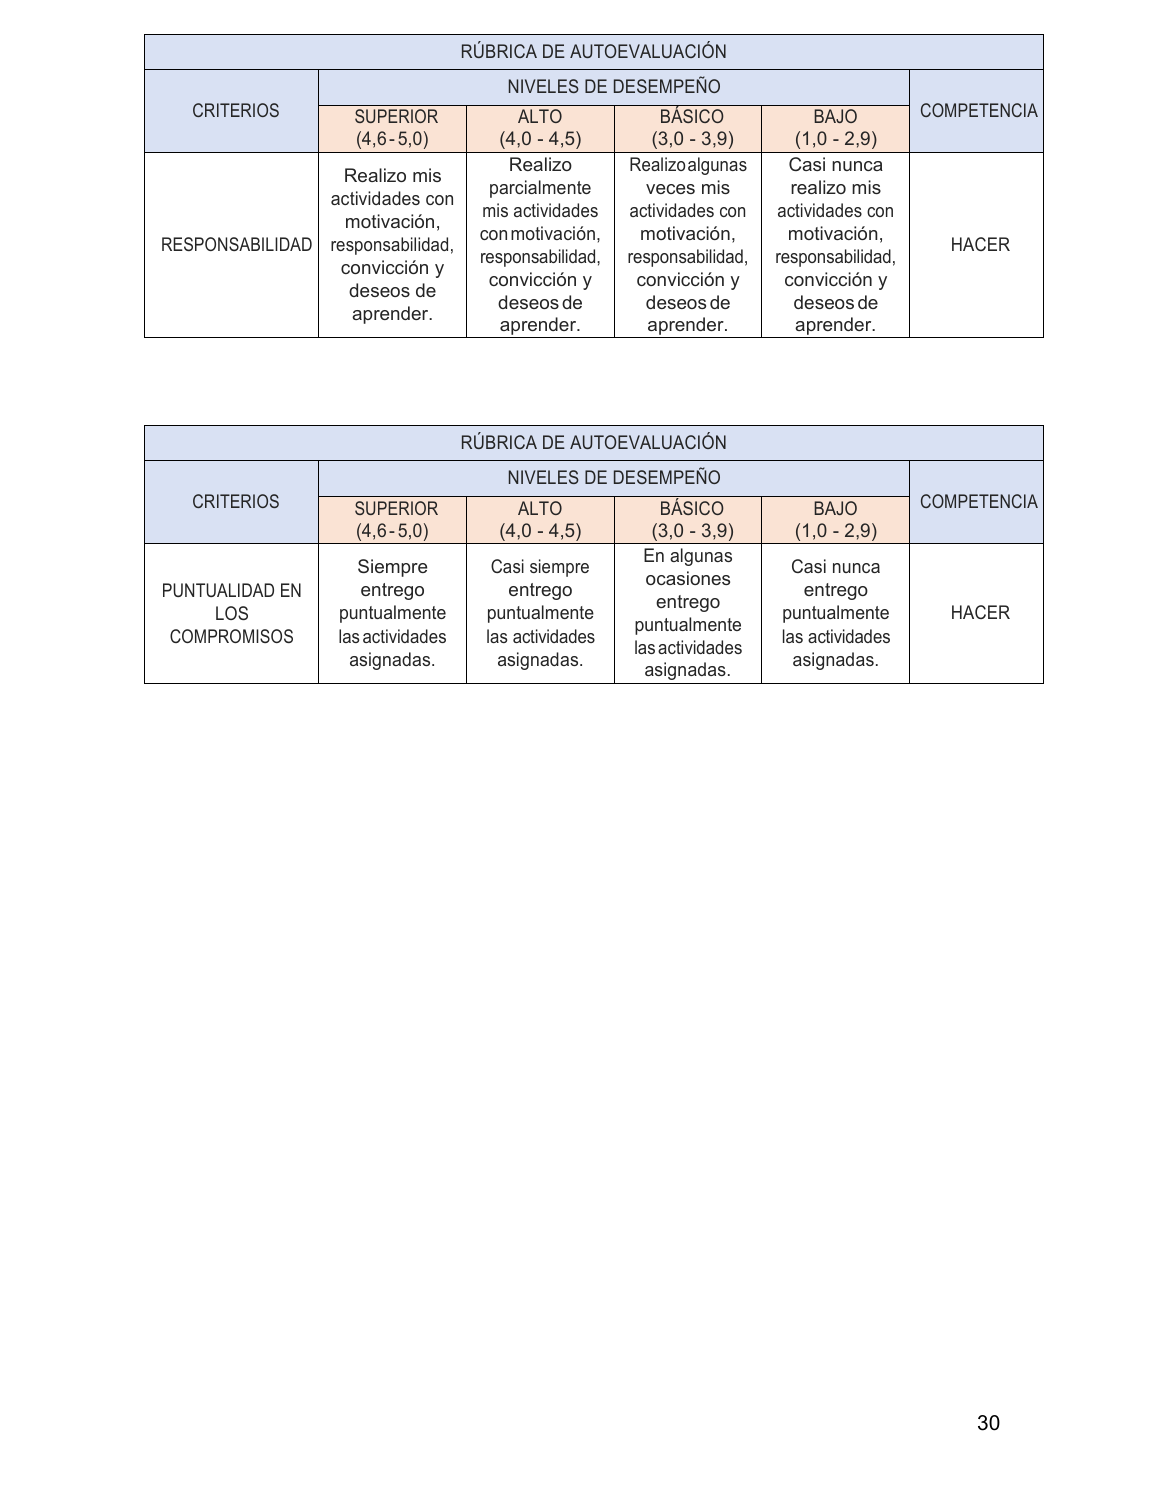 RÚBRICA DE AUTOEVALUACIÓN
CRITERIOS
NIVELES DE DESEMPEÑO
COMPETENCIA
SUPERIOR
(4,6 - 5,0)
ALTO
(4,0 - 4,5)
BÁSICO
(3,0 - 3,9)
BAJO
(1,0 - 2,9)
RESPONSABILIDAD
Realizo mis
actividades con
motivación,
responsabilidad,
convicción y
deseos de
aprender.
Realizo
parcialmente
mis actividades
con motivación,
responsabilidad,
convicción y
deseos de
aprender.
Realizo algunas
veces mis
actividades con
motivación,
responsabilidad,
convicción y
deseos de
aprender.
Casi nunca
realizo mis
actividades con
motivación,
responsabilidad,
convicción y
deseos de
aprender.
HACER
RÚBRICA DE AUTOEVALUACIÓN
CRITERIOS
NIVELES DE DESEMPEÑO
COMPETENCIA
SUPERIOR
(4,6 - 5,0)
ALTO
(4,0 - 4,5)
BÁSICO
(3,0 - 3,9)
BAJO
(1,0 - 2,9)
PUNTUALIDAD EN
LOS
COMPROMISOS
Siempre
entrego
puntualmente
las actividades
asignadas.
Casi siempre
entrego
puntualmente
las actividades
asignadas.
En algunas
ocasiones
entrego
puntualmente
las actividades
asignadas.
Casi nunca
entrego
puntualmente
las actividades
asignadas.
HACER
30